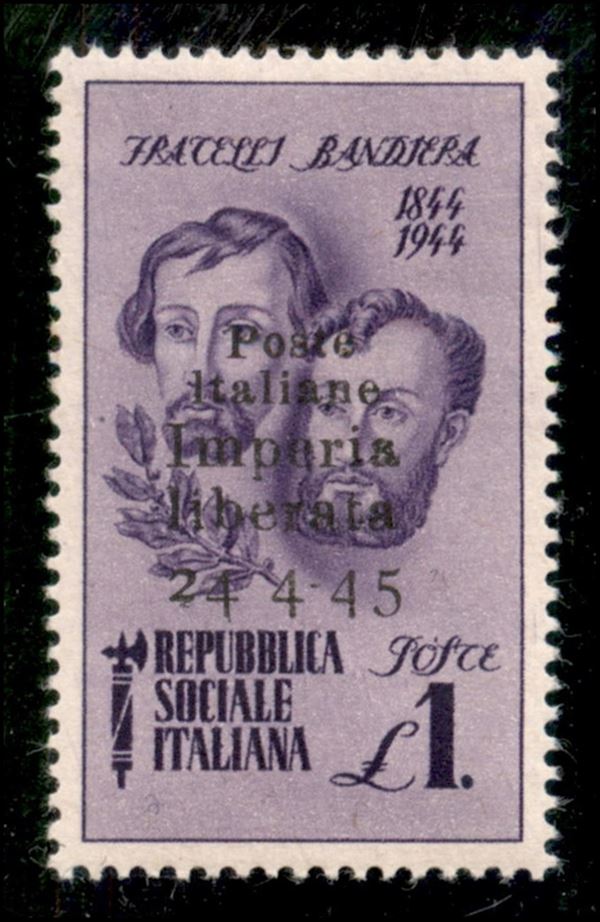 FRATELLI BANDIERA
1844
1944
Poste
italiane
Imperia
liberata
24-4-45
REPUBBLICA
SOCIALE
ITALIANA
POSTE
£1.